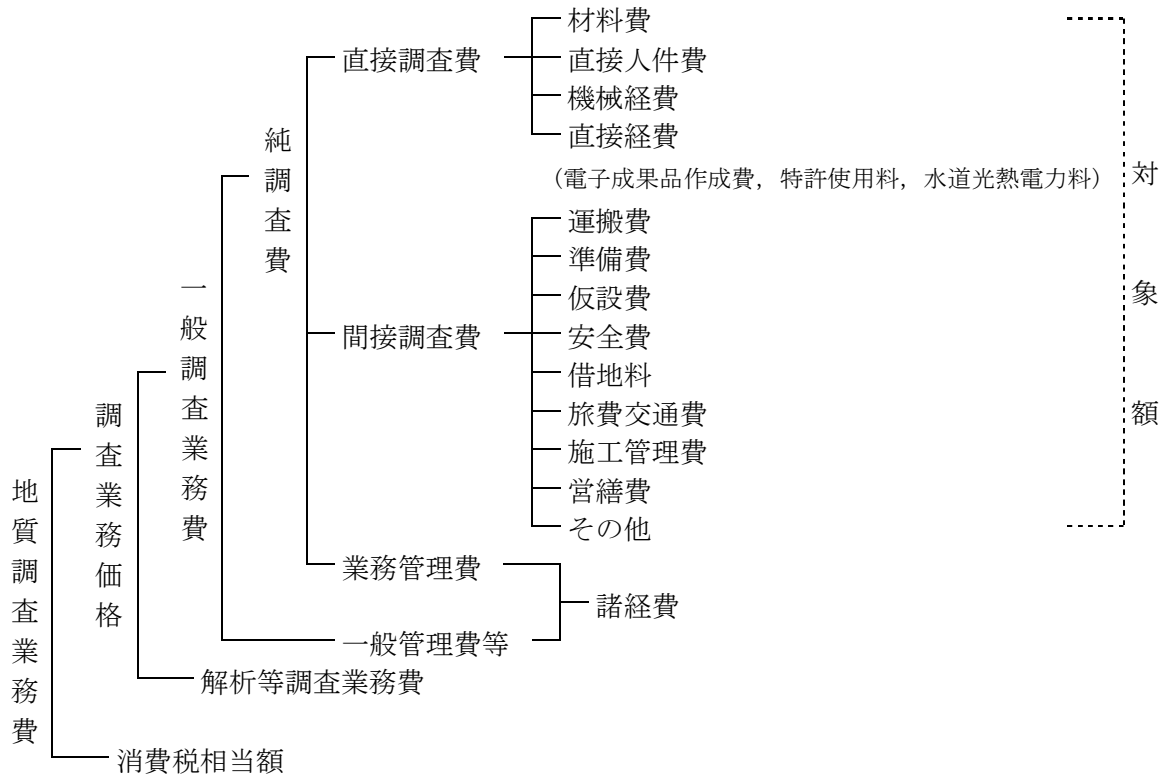 地質調査業務費
調査業務価格
一般調査業務費
純調査費
直接調査費
材料費
直接人件費
機械経費
直接経費
（電子成果品作成費，特許使用料，水道光熱電力料）
間接調査費
運搬費
準備費
仮設費
安全費
借地料
旅費交通費
施工管理費
営繕費
その他
業務管理費
一般管理費等
諸経費
解析等調査業務費
消費税相当額
対象額